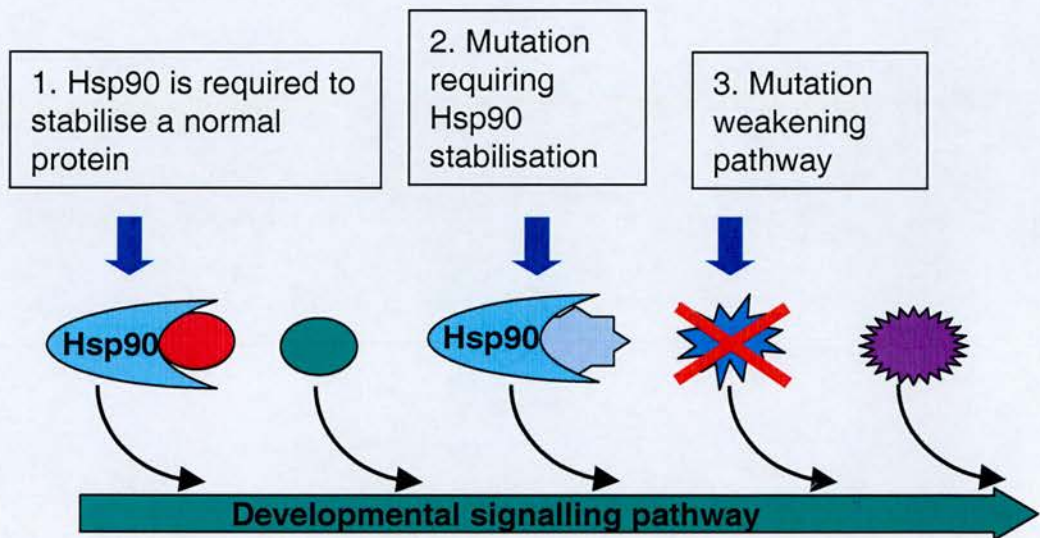 1. Hsp90 is required to
stabilise a normal
protein
2. Mutation
requiring
Hsp90
stabilisation
3. Mutation
weakening
pathway
Hsp90
Hsp90
Developmental signalling pathway